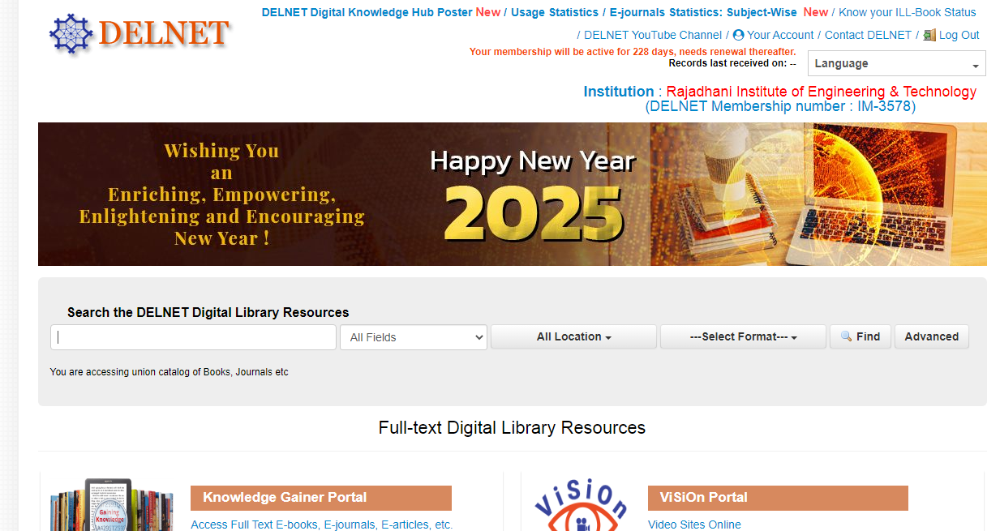 DELNET
DELNET Digital Knowledge Hub Poster New / Usage Statistics / E-journals Statistics: Subject-Wise New / Know your ILL-Book Status
/ DELNET YouTube Channel / Your Account / Contact DELNET / Log Out
Your membership will be active for 228 days, needs renewal thereafter.
Records last received on: --
Language
Institution : Rajadhani Institute of Engineering & Technology
(DELNET Membership number : IM-3578)
Wishing You
an
Enriching, Empowering,
Enlightening and Encouraging
New Year !
Happy New Year
2025
Search the DELNET Digital Library Resources
All Fields
All Location
---Select Format---
Find
Advanced
You are accessing union catalog of Books, Journals etc
Full-text Digital Library Resources
Gaining
Knowledge
Knowledge Gainer Portal
Access Full Text E-books, E-journals, E-articles, etc.
ViSiOn
ViSiOn Portal
Video Sites Online